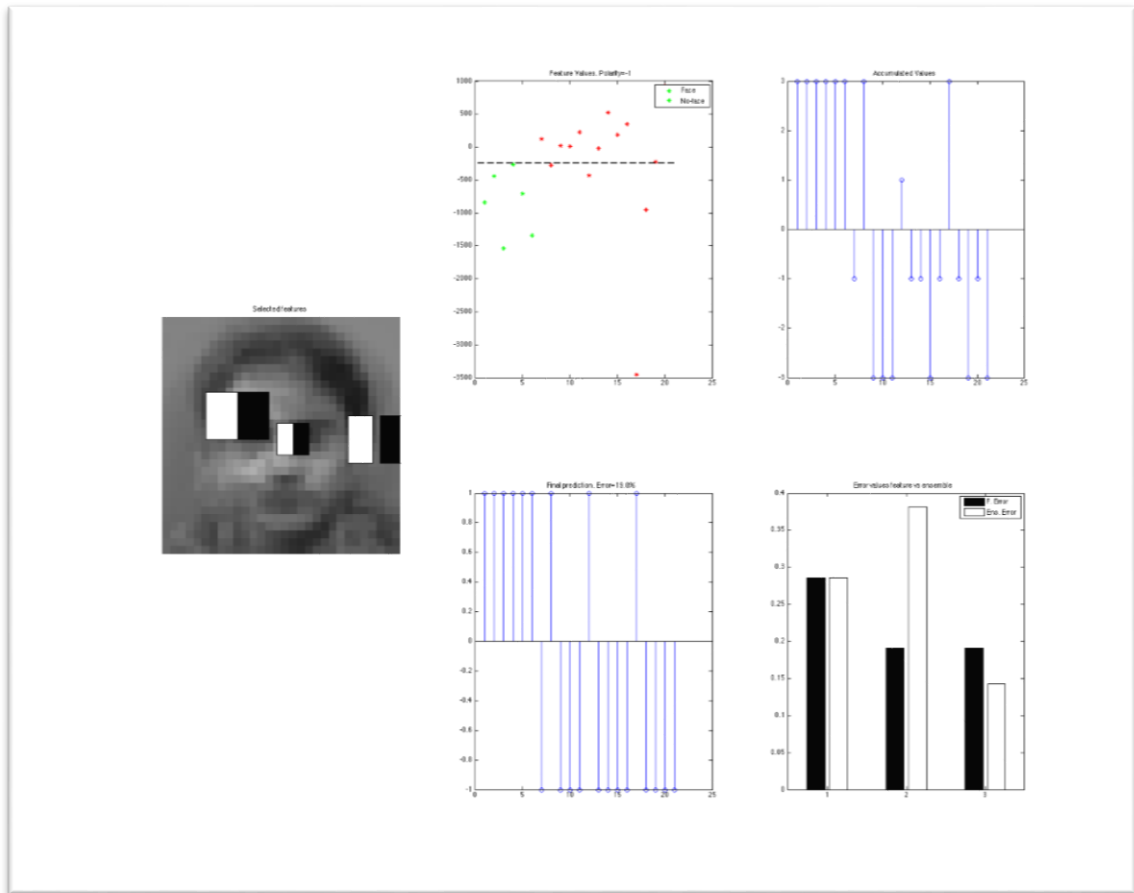 Feature Values. Polarity=-1
1000
500
0
-500
-1000
-1500
-2000
-2500
-3000
-3500
0 5 10 15 20 25
Face
No-face
Accumulated Values
3
2
1
0
-1
-2
-3
0 5 10 15 20 25
Selected features
Final prediction. Error=19.0%
1
0.8
0.6
0.4
0.2
0
-0.2
-0.4
-0.6
-0.8
-1
0 5 10 15 20 25
Error values feature vs ensemble
0.4
0.35
0.3
0.25
0.2
0.15
0.1
0.05
0
1 2 3
F. Error
Ens. Error